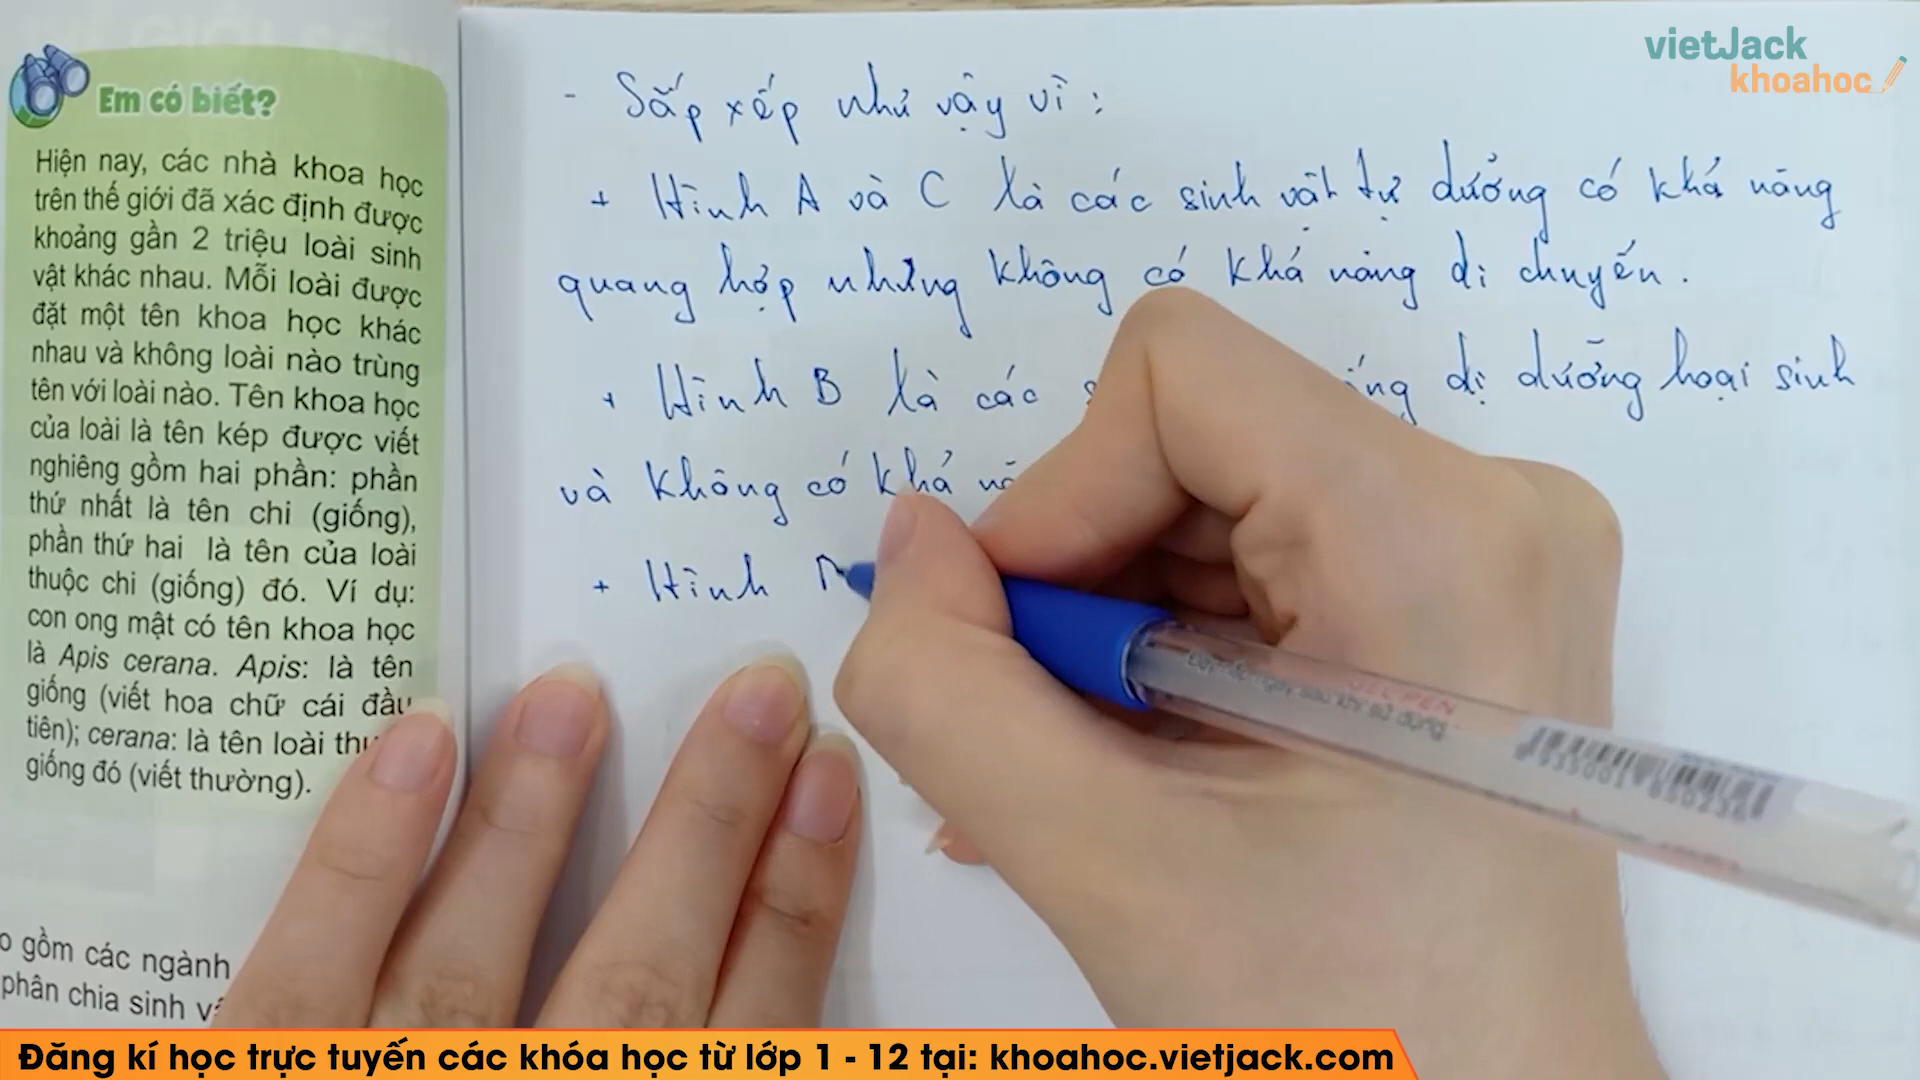 Em có biết?
Hiện nay, các nhà khoa học
trên thế giới đã xác định được
khoảng gần 2 triệu loài sinh
vật khác nhau. Mỗi loài được
đặt một tên khoa học khác
nhau và không loài nào trùng
tên với loài nào. Tên khoa học
của loài là tên kép được viết
nghiêng gồm hai phần: phần
thứ nhất là tên chi (giống),
phần thứ hai là tên của loài
thuộc chi (giống) đó. Ví dụ:
con ong mật có tên khoa học
là Apis cerana. Apis: là tên
giống (viết hoa chữ cái đầu
tiên); cerana: là tên loài
giống đó (viết thường).
gồm các ngành
phân chia sinh
- Sắp xếp như vậy vì:
+ Hình A và C là các sinh vật tự dưỡng có khả năng
quang hợp nhưng không có khả năng di chuyển.
+ Hình B là các dị dưỡng hoại sinh
và không có khả
+ Hình
GEL PEN
vietJack
khoahoc
Đăng kí học trực tuyến các khóa học từ lớp 1 - 12 tại: khoahoc.vietjack.com